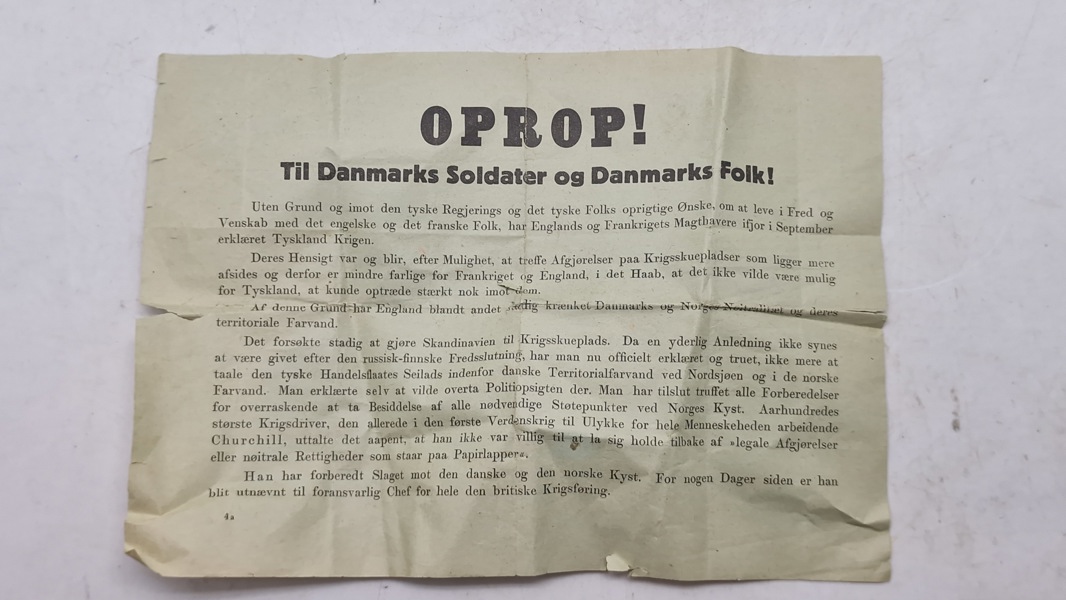 OPROP!
Til Danmarks Soldater og Danmarks Folk!
Uten Grund og imot den tyske Regjerings og det tyske Folks oprigtige Ønske, om at leve i Fred og
Venskab med det engelske og det franske Folk, har Englands og Frankrigets Magthavere ifjor i September
erklæret Tyskland Krigen.
Deres Hensigt var og blir, efter Mulighet, at treffe Afgjørelser paa Krigsskuepladser som ligger mere
afsides og derfor er mindre farlige for Frankriget og England, i det Haab, at det ikke vilde være mulig
for Tyskland, at kunde optræde stærkt nok imot dem.
Af denne Grund har England blandt andet stadig krænket Danmarks og Norges Nøitralitæt og deres
territoriale Farvand.
Det forsøkte stadig at gjøre Skandinavien til Krigsskueplads. Da en yderlig Anledning ikke synes
at være givet efter den russisk-finnske Fredsslutning, har man nu officielt erklæret og truet, ikke mere at
taale den tyske Handelsflaates Seilads indenfor danske Territorialfarvand ved Nordsjøen og i de norske
Farvand. Man erklærte selv at vilde overta Politiopsigten der. Man har tilslut truffet alle Forberedelser
for overraskende at ta Besiddelse af alle nødvendige Støtepunkter ved Norges Kyst. Aarhundredes
største Krigsdriver, den allerede i den første Verdenskrig til Ulykke for hele Menneskeheden arbeidende
Churchill, uttalte det aapent, at han ikke var villig til at la sig holde tilbake af »legale Afgjørelser
eller nøitrale Rettigheder som staar paa Papirlapper«.
Han har forberedt Slaget mot den danske og den norske Kyst. For nogen Dager siden er han
blit utnævnt til foransvarlig Chef for hele den britiske Krigsføring.
4a